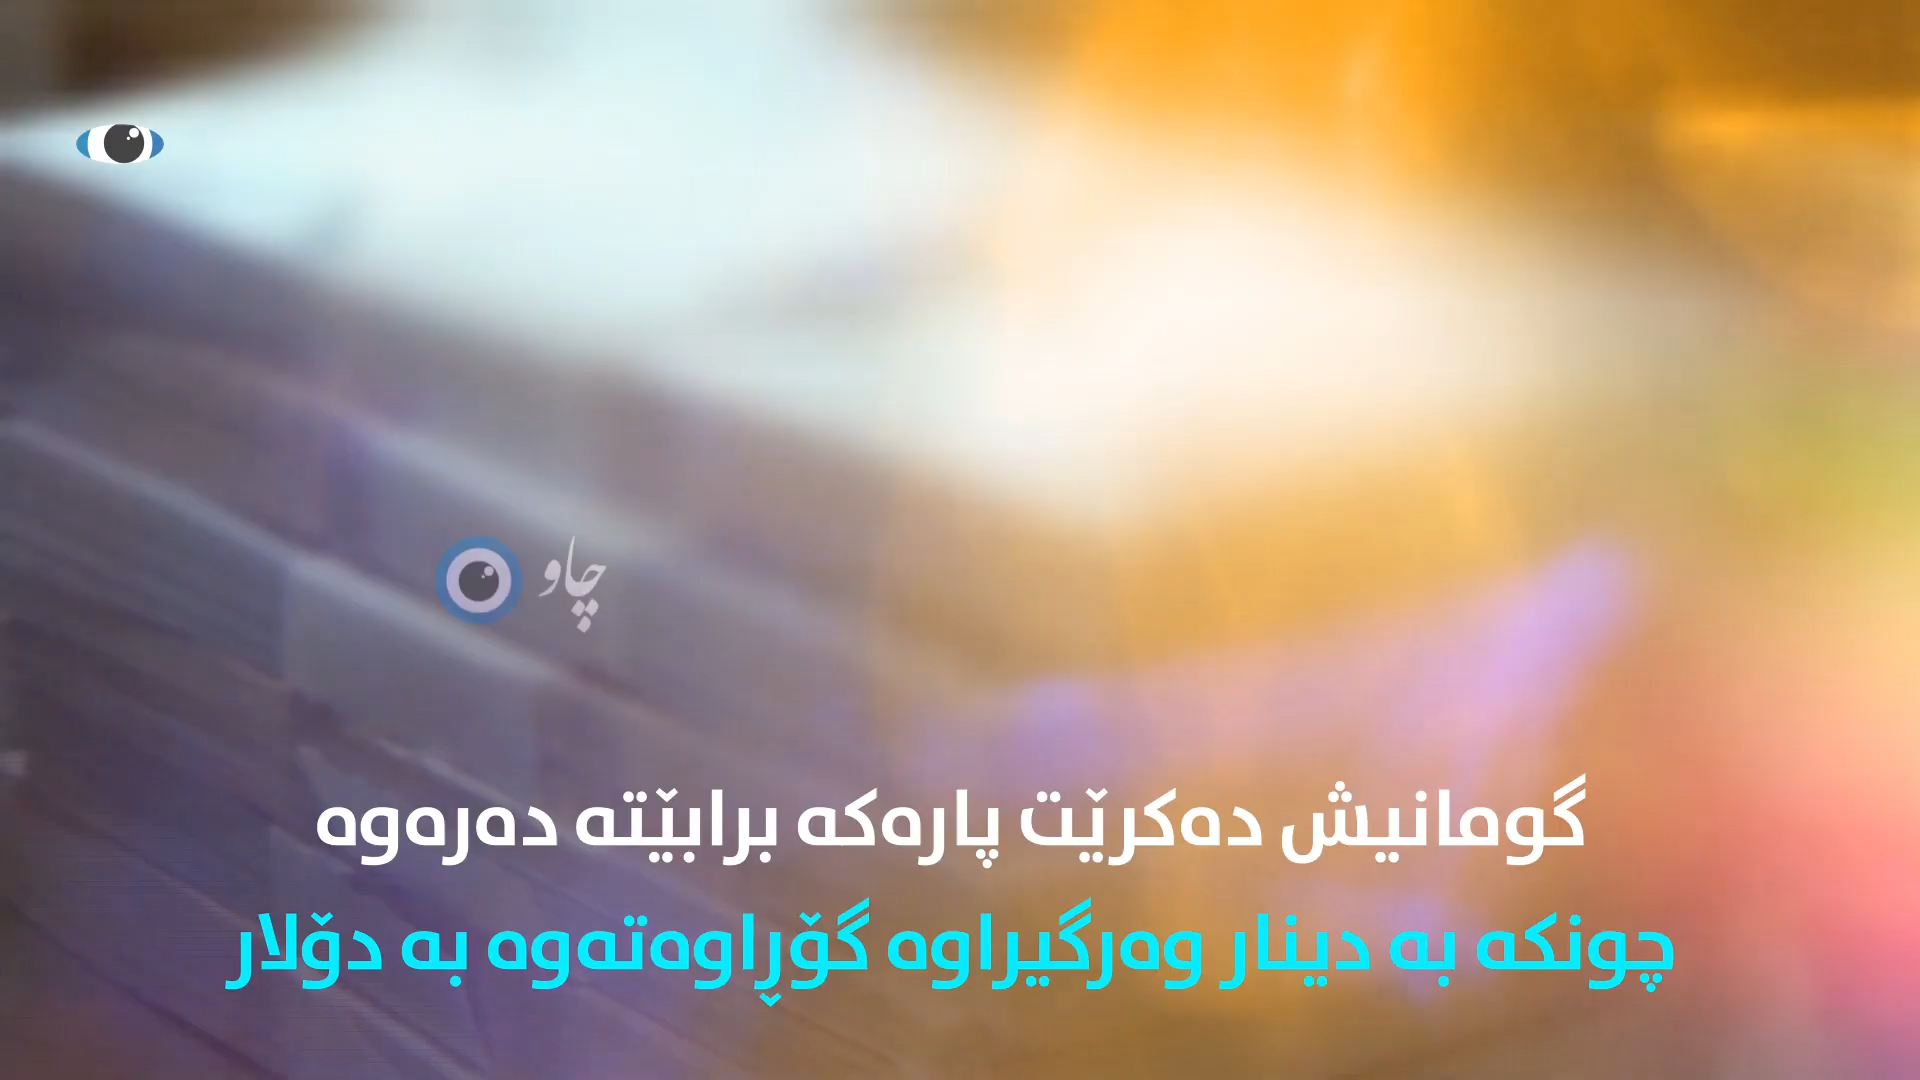 چاو
گومانیش دەکرێت پارەکە برابێتە دەرەوە
چونکە بە دینار وەرگیراوە گۆڕاوەتەوە بە دۆلار